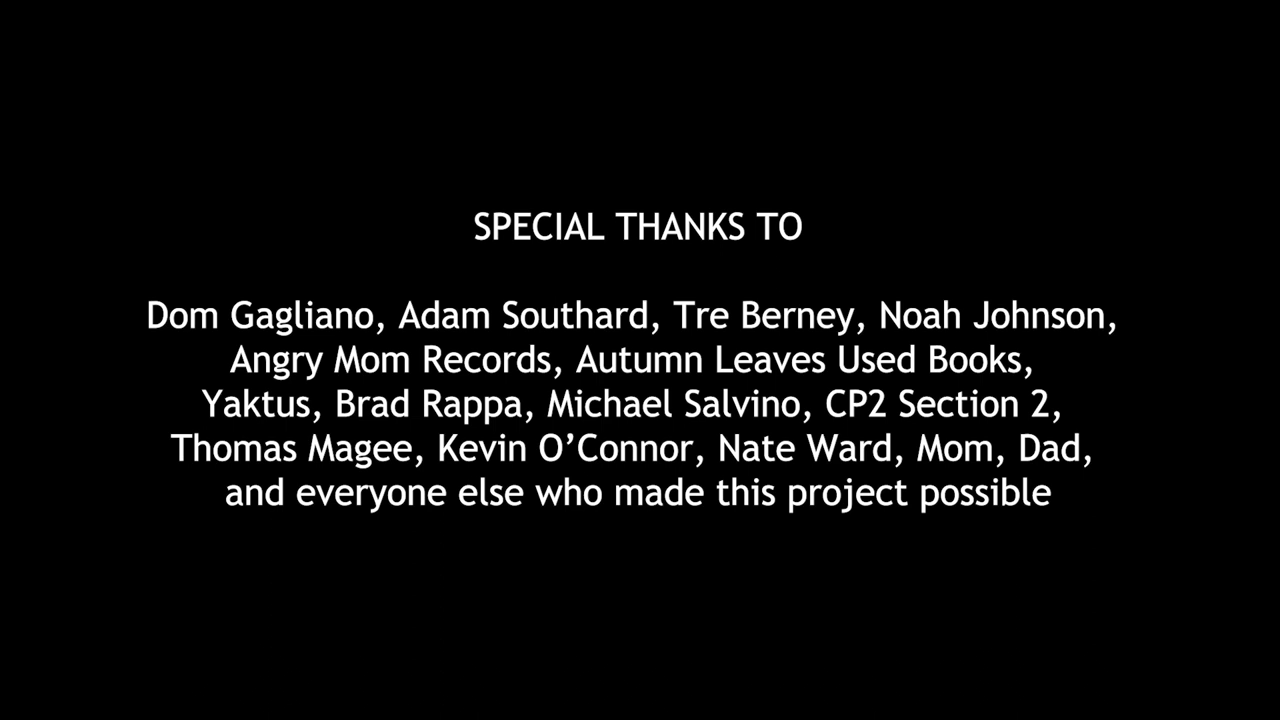 SPECIAL THANKS TO
Dom Gagliano, Adam Southard, Tre Berney, Noah Johnson,
Angry Mom Records, Autumn Leaves Used Books,
Yaktus, Brad Rappa, Michael Salvino, CP2 Section 2,
Thomas Magee, Kevin O’Connor, Nate Ward, Mom, Dad,
and everyone else who made this project possible